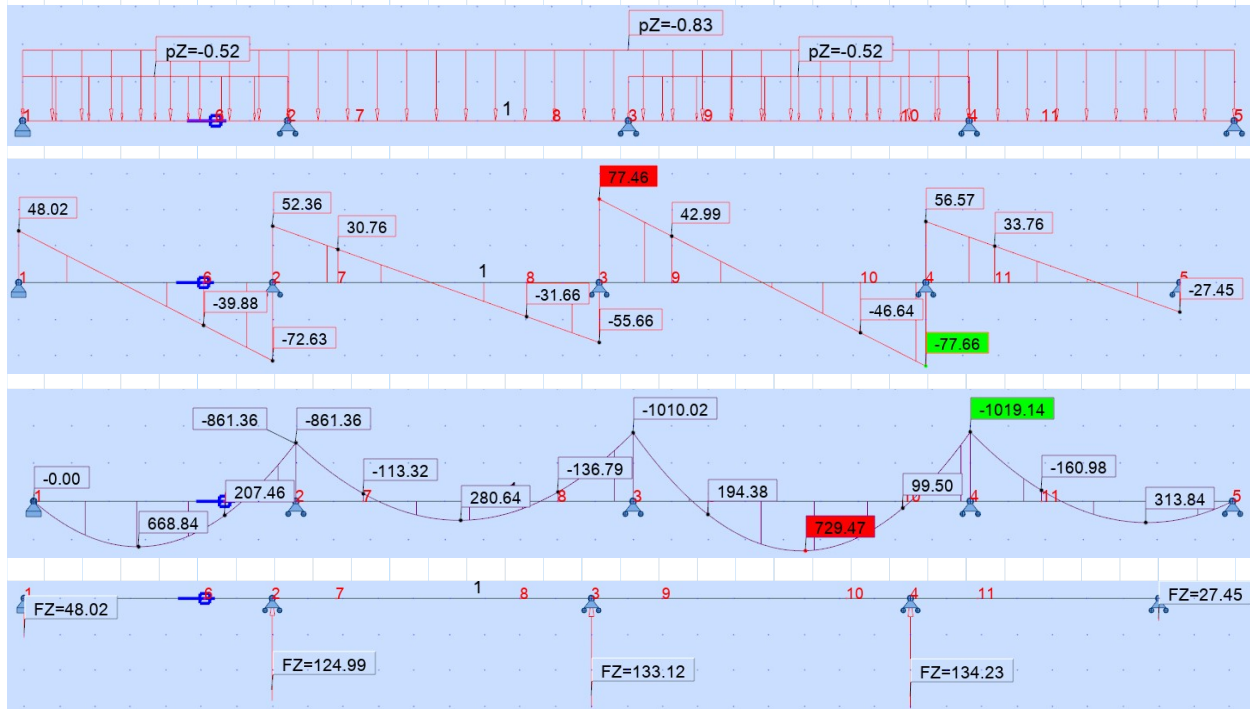 pZ=-0.83
pZ=-0.52 pZ=-0.52
1 6 2 7 1 8 3 9 10 4 11 5
77.46
48.02 52.36 30.76 42.99 56.57 33.76
1 6 2 7 1 8 3 9 10 4 11 5
-39.88 -31.66 -46.64 -27.45
-72.63 -55.66 -77.66
-861.36 -861.36 -1010.02 -1019.14
-0.00 -113.32 -136.79 -160.98
1 207.46 2 7 1 8 3 194.38 99.50 10 4 11 5
668.84 280.64 729.47 313.84
1 6 2 7 1 8 3 9 10 4 11
FZ=48.02 FZ=27.45
FZ=124.99 FZ=133.12 FZ=134.23